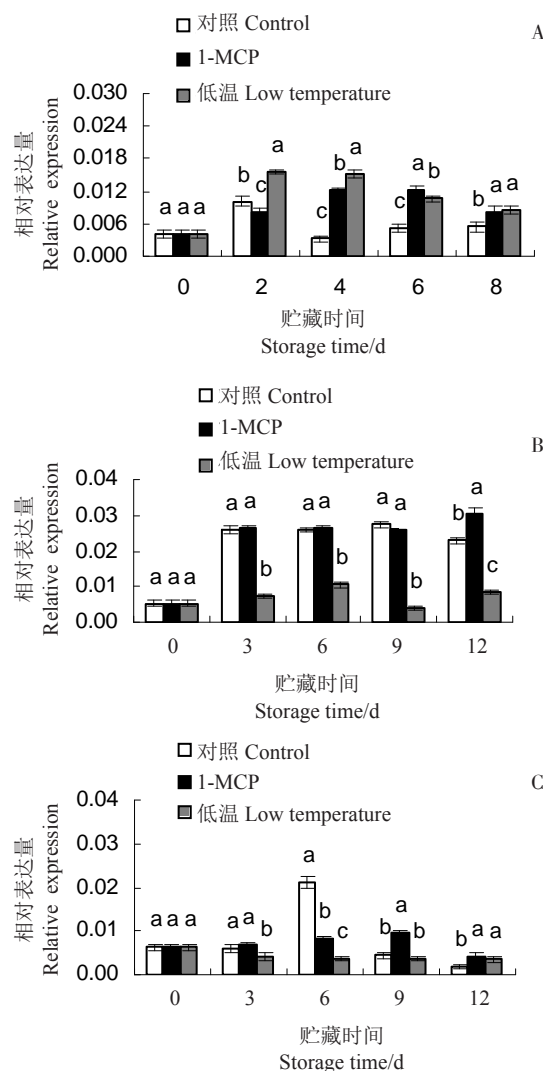 对照 Control
1-MCP
低温 Low temperature
A
相对表达量
Relative expression
0.030
0.024
0.018
0.012
0.006
0.000
a a a
b c a
c b a
c a b
b a a
0 2 4 6 8
贮藏时间
Storage time/d
对照 Control
1-MCP
低温 Low temperature
B
相对表达量
Relative expression
0.04
0.03
0.02
0.01
0.00
a a a
a a b
a a b
a a b
b a c
0 3 6 9 12
贮藏时间
Storage time/d
对照 Control
1-MCP
低温 Low temperature
C
相对表达量
Relative expression
0.04
0.03
0.02
0.01
0.00
a a a
a a b
a b c
b a b
b a a
0 3 6 9 12
贮藏时间
Storage time/d